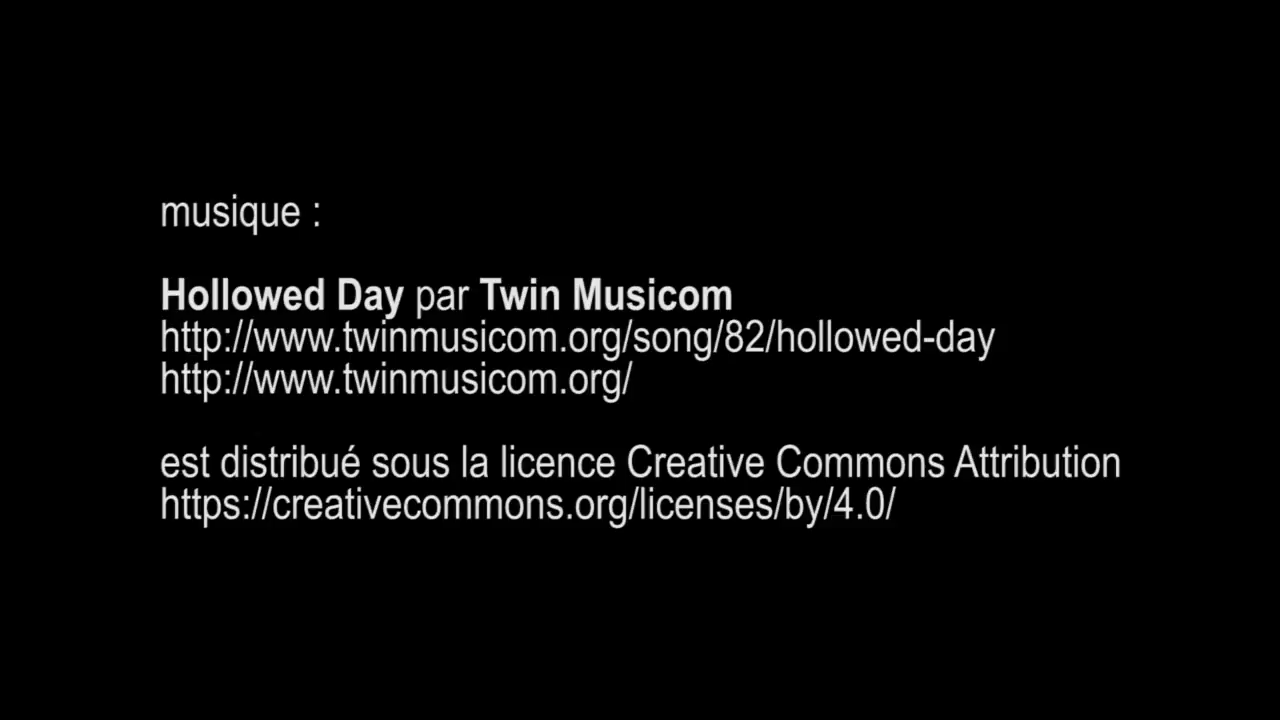 musique :
Hollowed Day par Twin Musicom
http://www.twinmusicom.org/song/82/hollowed-day
http://www.twinmusicom.org/
est distribué sous la licence Creative Commons Attribution
https://creativecommons.org/licenses/by/4.0/